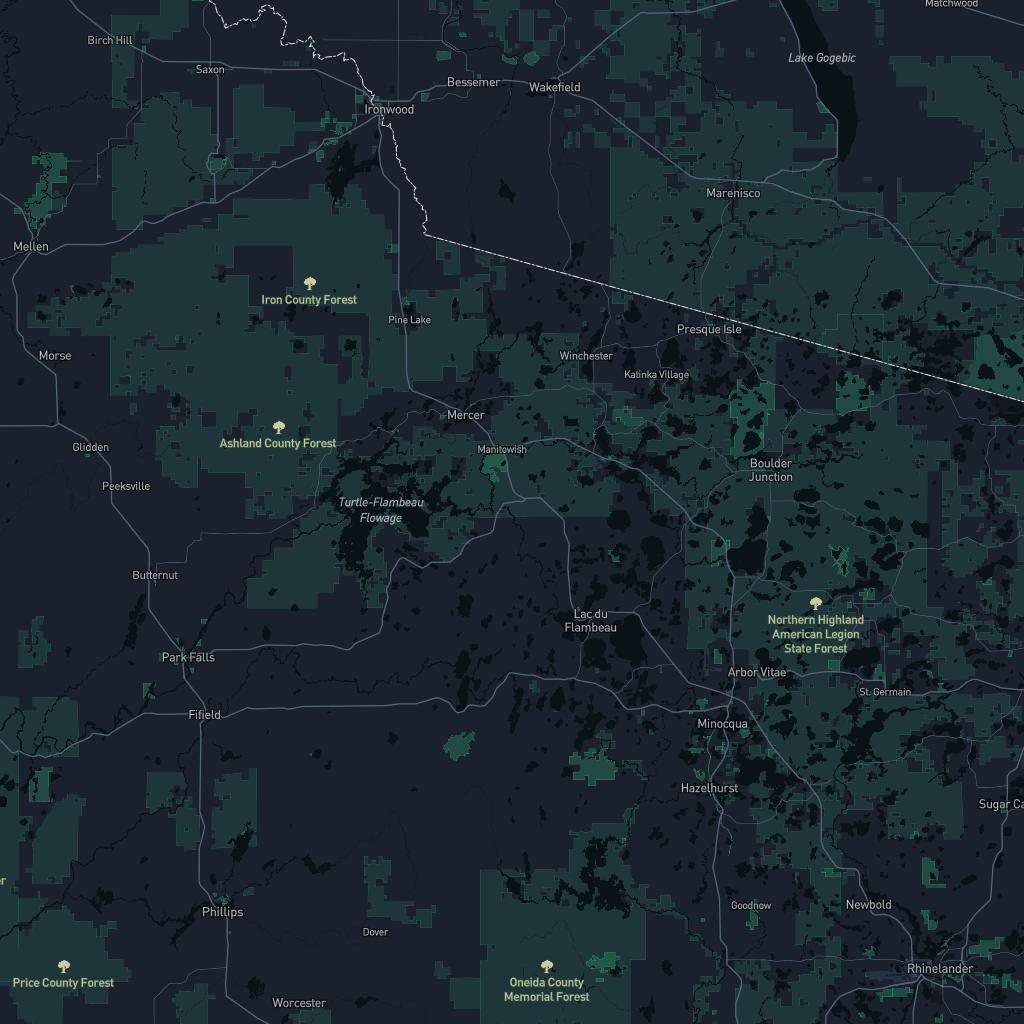 Matchwood
Birch Hill
Lake Gogebic
Saxon
Bessemer
Wakefield
Ironwood
Marenisco
Mellen
Iron County Forest
Pine Lake
Presque Isle
Morse
Winchester
Katinka Village
Mercer
Ashland County Forest
Glidden
Manitowish
Boulder
Junction
Peeksville
Turtle-Flambeau
Flowage
Butternut
Lac du
Flambeau
Northern Highland
American Legion
State Forest
Park Falls
Arbor Vitae
St. Germain
Fifield
Minocqua
Hazelhurst
Sugar Ca
er
Phillips
Goodnow
Newbold
Dover
Rhinelander
Price County Forest
Oneida County
Memorial Forest
Worcester